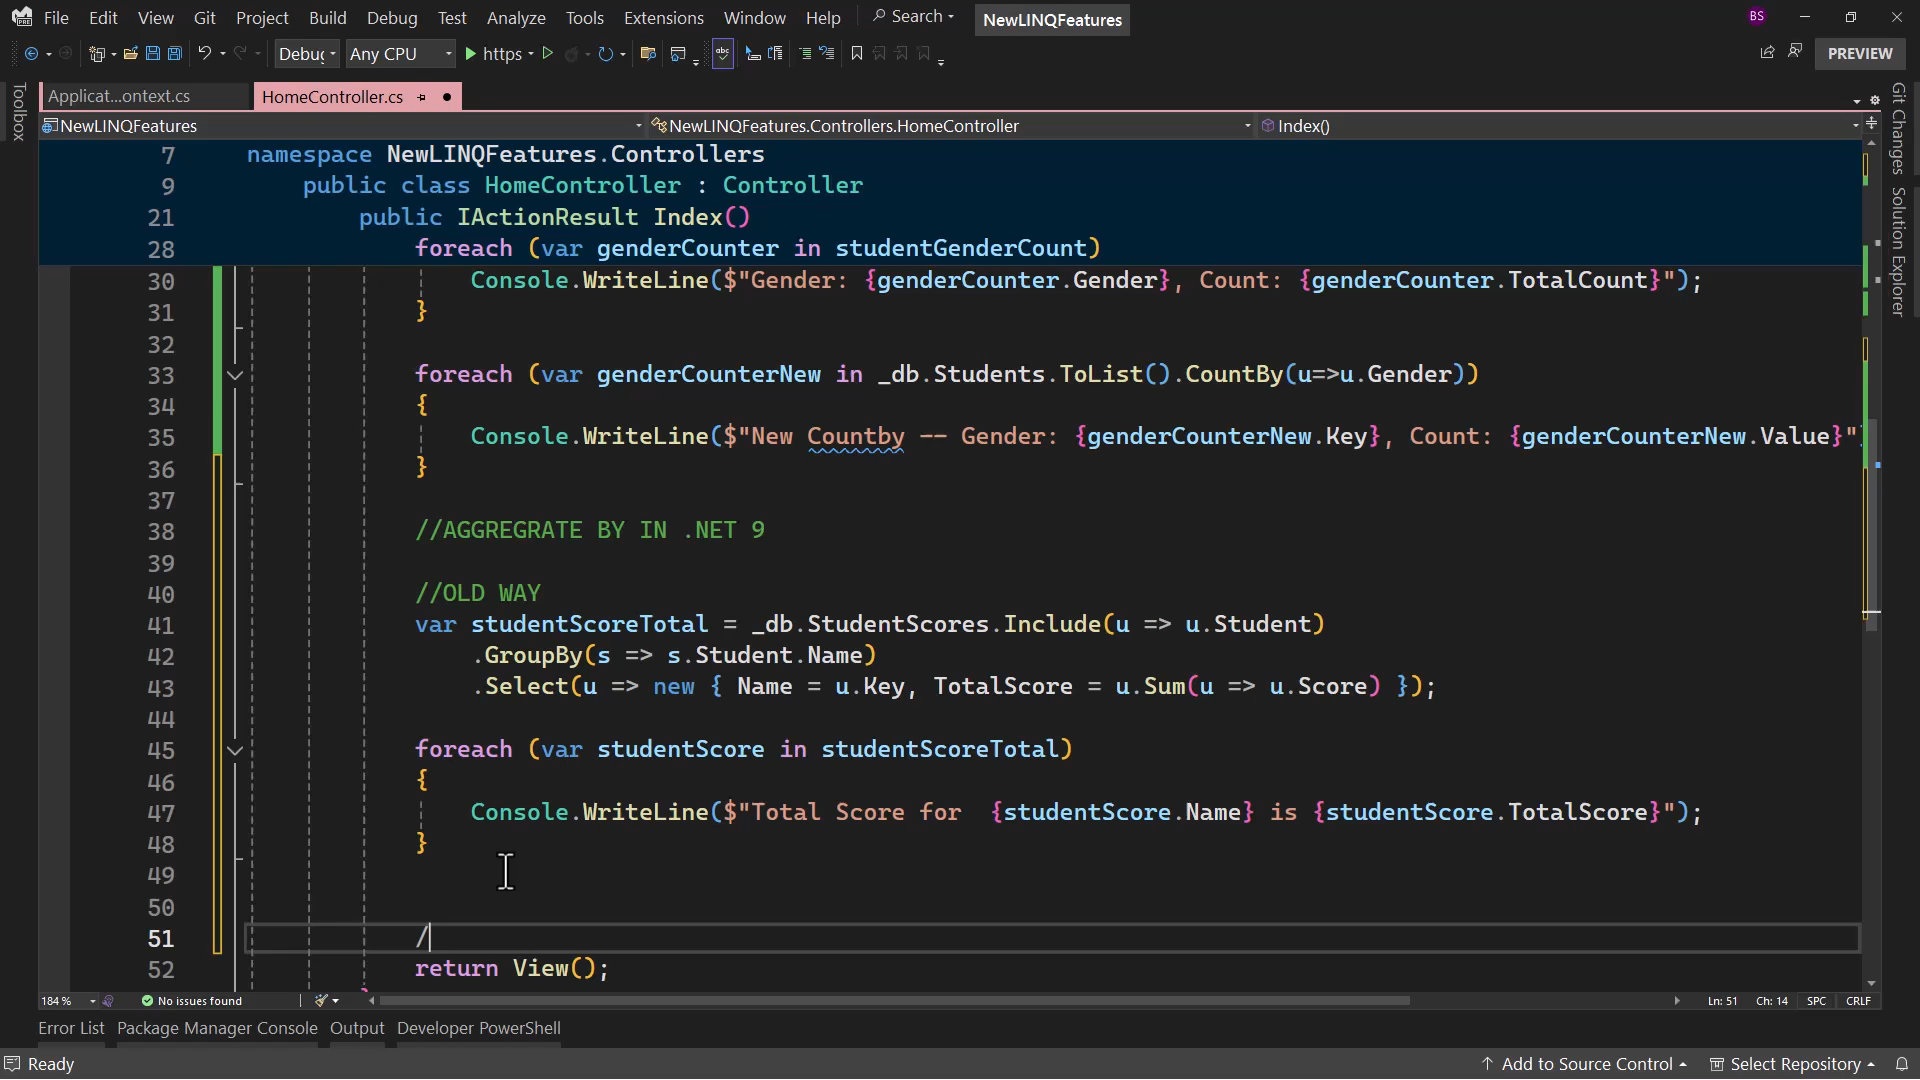 File Edit View Git Project Build Debug Test Analyze Tools Extensions Window Help Search NewLINQFeatures BS
Debug Any CPU https abc PREVIEW
Toolbox
Applicat...ontext.cs HomeController.cs
NewLINQFeatures NewLINQFeatures.Controllers.HomeController Index()
Git Changes
Solution Explorer
7 namespace NewLINQFeatures.Controllers
9 public class HomeController : Controller
21 public IActionResult Index()
28 foreach (var genderCounter in studentGenderCount)
30 Console.WriteLine($"Gender: {genderCounter.Gender}, Count: {genderCounter.TotalCount}");
31 }
32
33 foreach (var genderCounterNew in _db.Students.ToList().CountBy(u=>u.Gender))
34 {
35 Console.WriteLine($"New Countby -- Gender: {genderCounterNew.Key}, Count: {genderCounterNew.Value}"
36 }
37
38 //AGGREGRATE BY IN .NET 9
39
40 //OLD WAY
41 var studentScoreTotal = _db.StudentScores.Include(u => u.Student)
42 .GroupBy(s => s.Student.Name)
43 .Select(u => new { Name = u.Key, TotalScore = u.Sum(u => u.Score) });
44
45 foreach (var studentScore in studentScoreTotal)
46 {
47 Console.WriteLine($"Total Score for  {studentScore.Name} is {studentScore.TotalScore}");
48 }
49
50
51 /
52 return View();
184 % No issues found Ln: 51 Ch: 14 SPC CRLF
Error List Package Manager Console Output Developer PowerShell
Ready Add to Source Control Select Repository